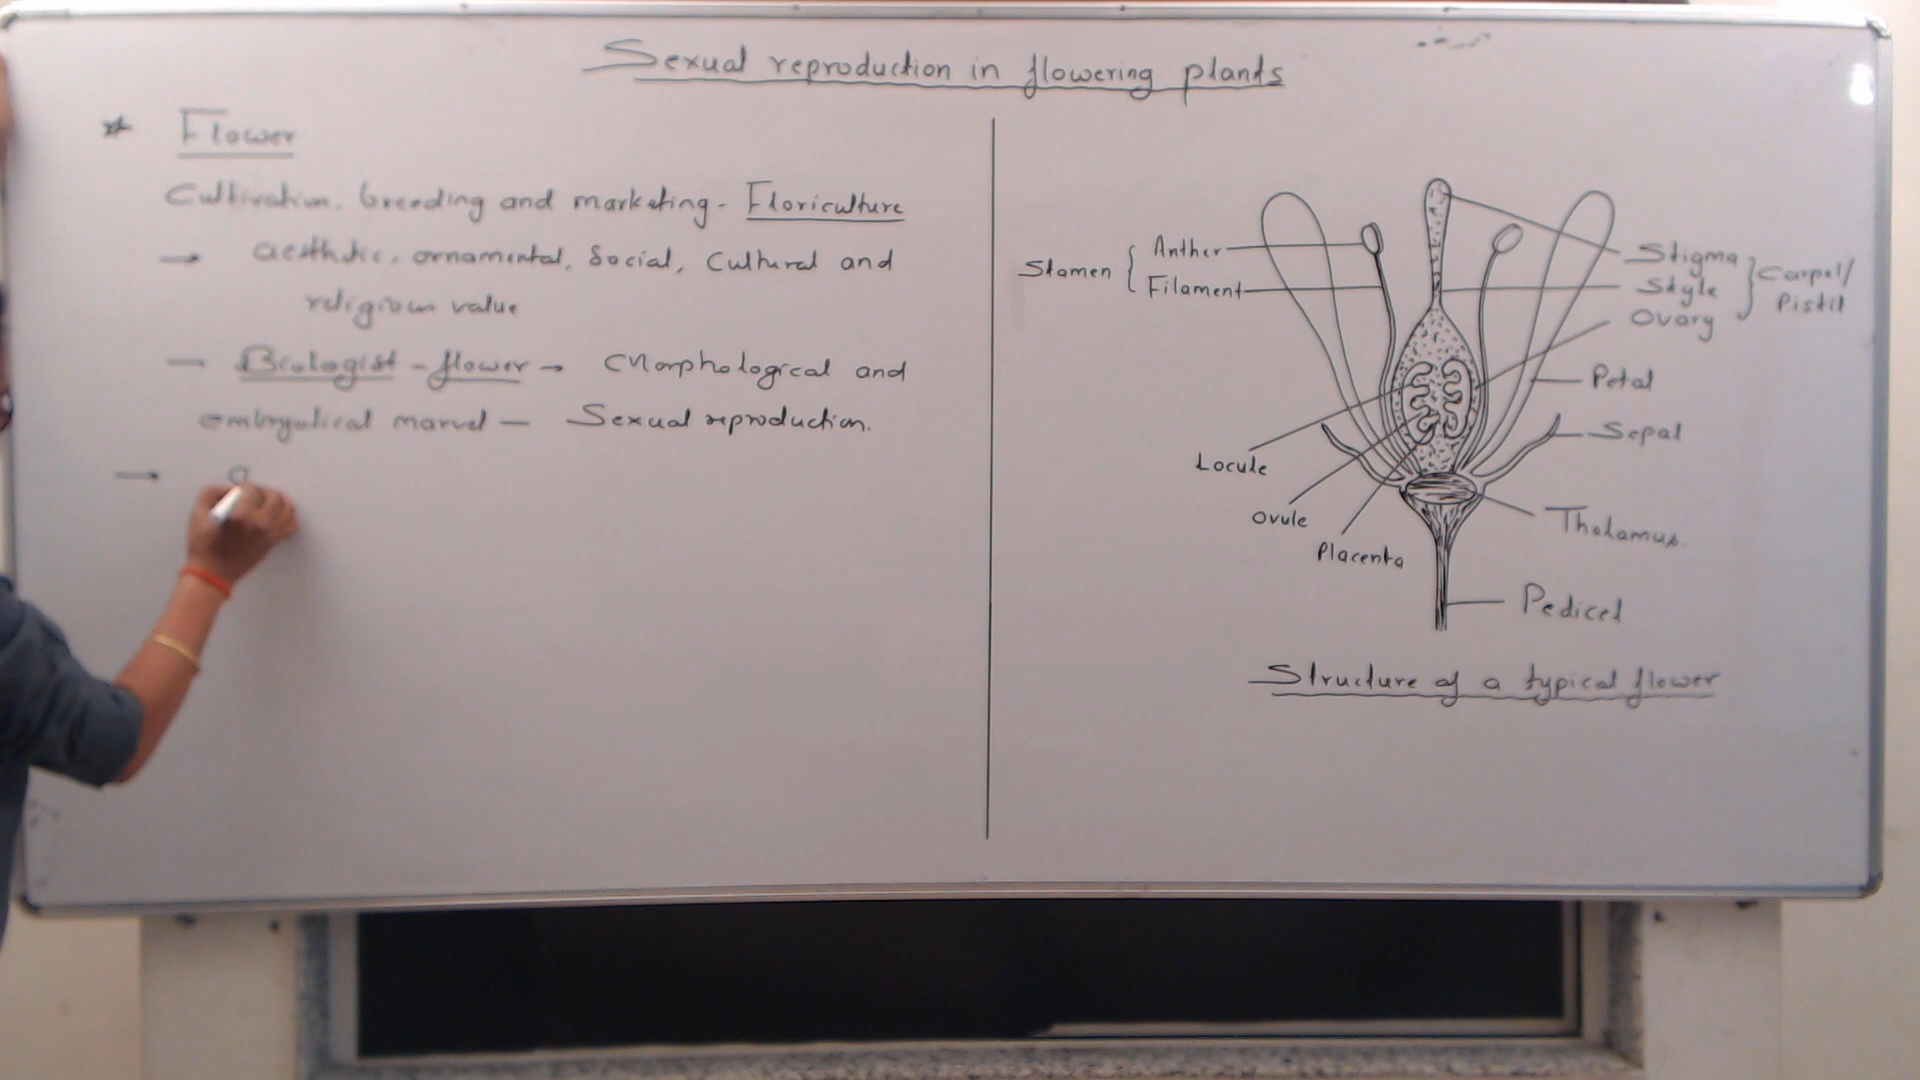 Sexual reproduction in flowering plants
* Flower
Cultivation, breeding and marketing - Floriculture
→ aesthetic, ornamental, Social, Cultural and
religious value
— Biologist - flower → Morphological and
embryolical marvel — Sexual reproduction.
→ a
Stamen { Anther
Filament
Stigma
Style
Ovary
} Carpel/
Pistil
Petal
Sepal
Locule
Ovule
Placenta
Thalamus.
Pedicel
Structure of a typical flower